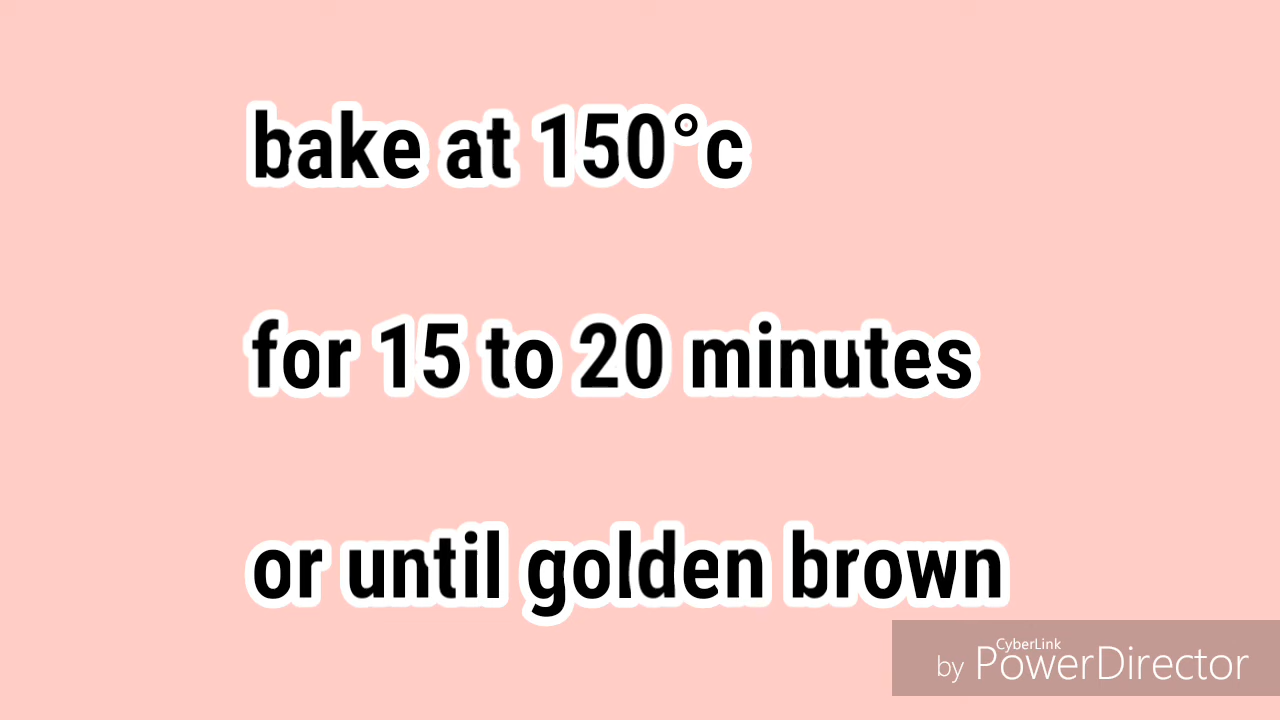 bake at 150°c
for 15 to 20 minutes
or until golden brown
CyberLink
by PowerDirector